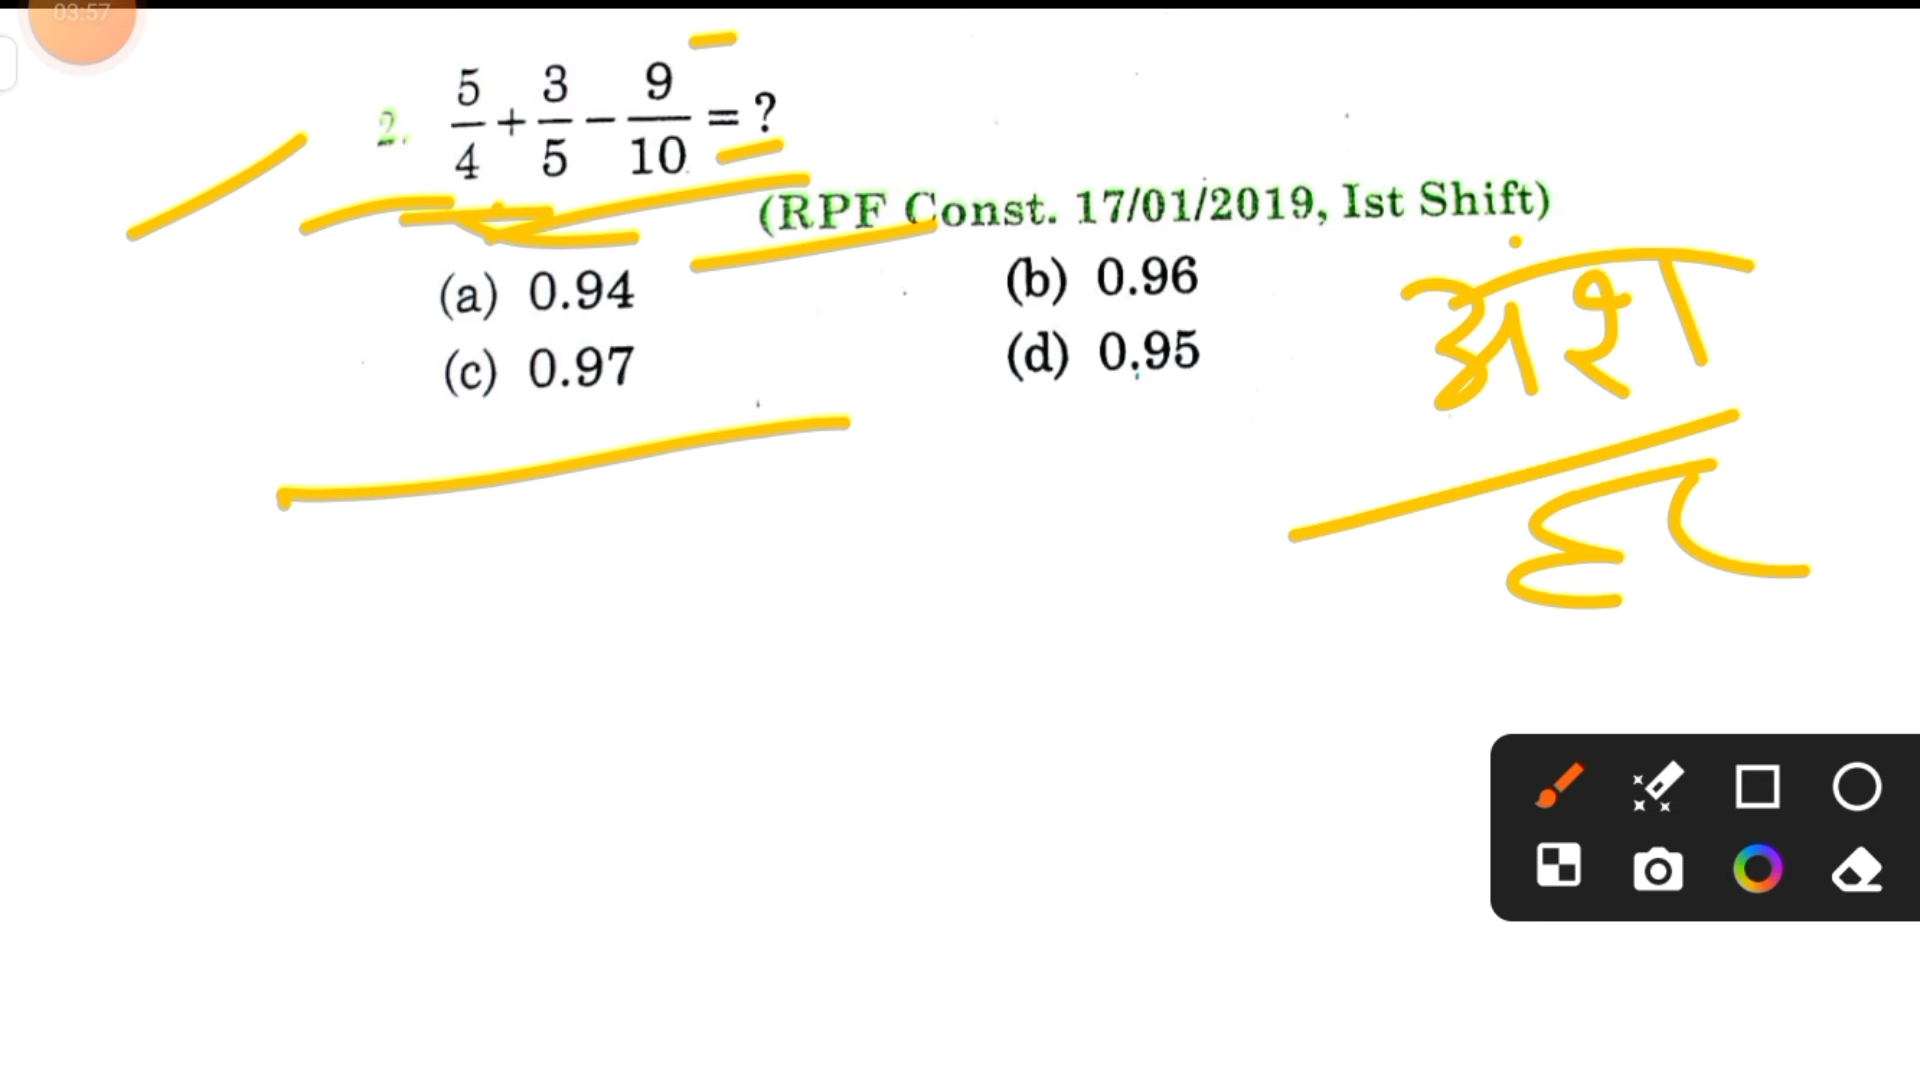 03:57
2. 5/4 + 3/5 − 9/10 = ?
(RPF Const. 17/01/2019, Ist Shift)
(a) 0.94
(b) 0.96
(c) 0.97
(d) 0.95
अंश
हर